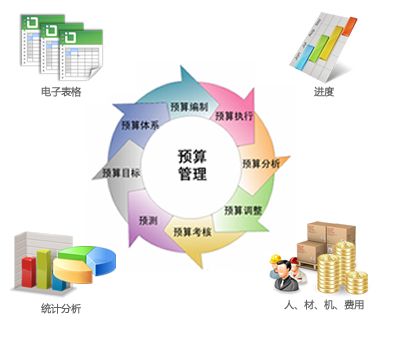 电子表格
进度
预算编制
预算执行
预算分析
预算调整
预算考核
预测
预算目标
预算体系
预算
管理
统计分析
人、材、机、费用